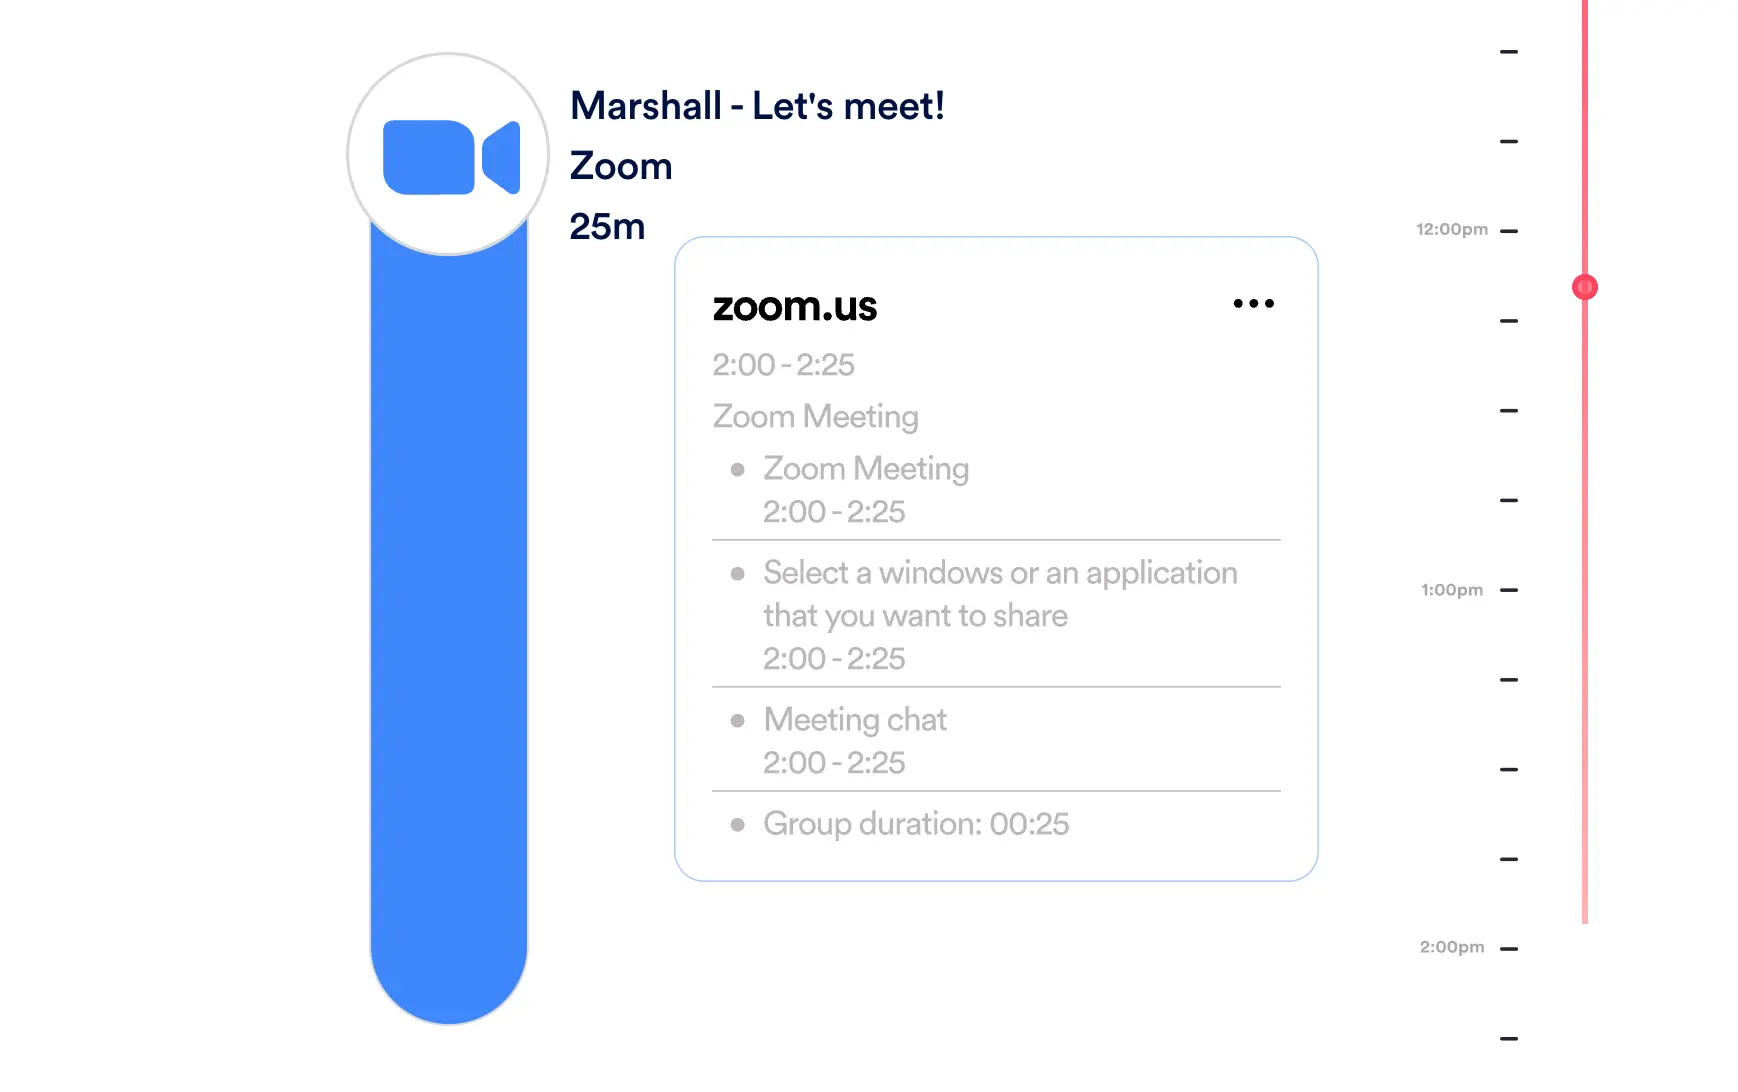 Marshall - Let's meet!
Zoom
25m
zoom.us
2:00 - 2:25
Zoom Meeting
Zoom Meeting
2:00 - 2:25
Select a windows or an application
that you want to share
2:00 - 2:25
Meeting chat
2:00 - 2:25
Group duration: 00:25
12:00pm
1:00pm
2:00pm